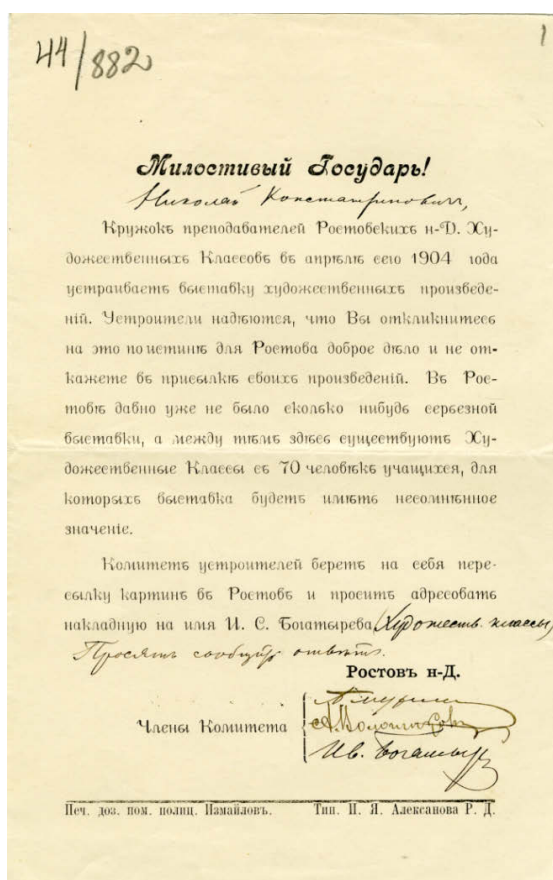 44/882
1
Милостивый Государь!
Николай Константинович,
Кружокъ преподавателей Ростовскихъ н-Д. Ху-
дожественныхъ Классовъ въ апрѣлѣ сего 1904 года
устраиваетъ выставку художественныхъ произведе-
ній. Устроители надѣются, что Вы откликнитесь
на это поистинѣ для Ростова доброе дѣло и не от-
кажете въ присылкѣ своихъ произведеній. Въ Рос-
товѣ давно уже не было сколько нибудь серьезной
выставки, а между тѣмъ здѣсь существуютъ Ху-
дожественные Классы съ 70 человѣкъ учащихся, для
которыхъ выставка будетъ имѣть несомнѣнное
значеніе.
Комитетъ устроителей беретъ на себя пере-
сылку картинъ въ Ростовъ и проситъ адресовать
накладную на имя И. С. Богатырева (Художеств. классы)
Просятъ сообщить отвѣтъ.
Ростовъ н-Д.
Члены Комитета
Ив. Богатыр
Печ. доз. пом. полиц. Измайловъ. Тип. И. Я. Алексанова Р. Д.